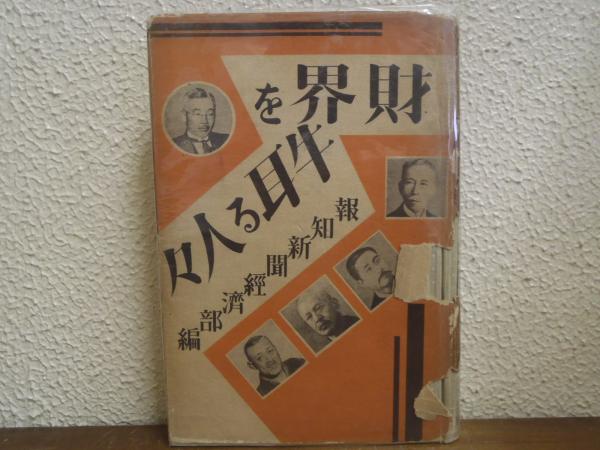 財界を
牛耳る人々
報知新聞經濟部編